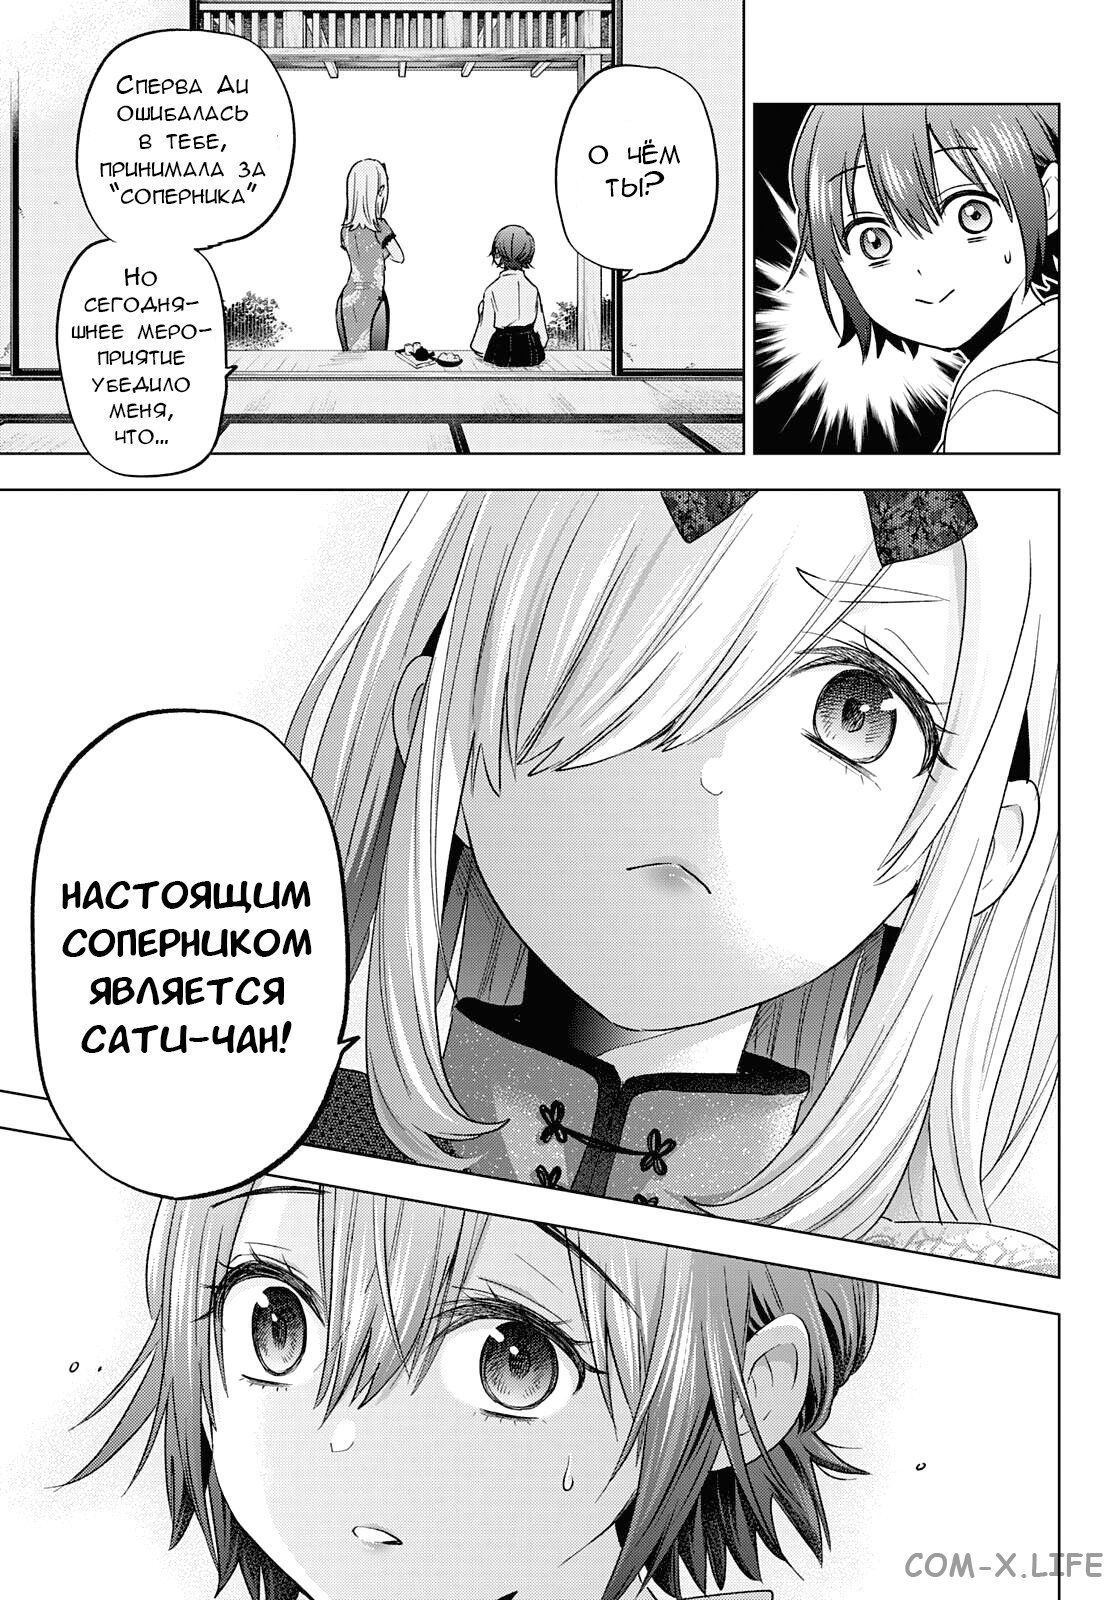 О ЧЁМ
ТЫ?
СПЕРВА ДИ
ОШИБАЛАСЬ
В ТЕБЕ,
ПРИНИМАЛА ЗА
"СОПЕРНИКА"
НО
СЕГОДНЯ-
ШНЕЕ МЕРО-
ПРИЯТИЕ
УБЕДИЛО
МЕНЯ,
ЧТО...
НАСТОЯЩИМ
СОПЕРНИКОМ
ЯВЛЯЕТСЯ
САТИ-ЧАН!
COM-X.LIFE